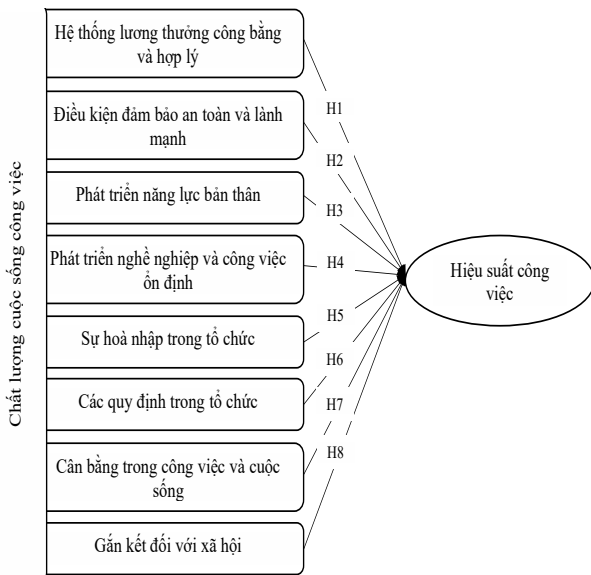 Chất lượng cuộc sống công việc
Hệ thống lương thưởng công bằng
và hợp lý
Điều kiện đảm bảo an toàn và lành
mạnh
Phát triển năng lực bản thân
Phát triển nghề nghiệp và công việc
ổn định
Sự hoà nhập trong tổ chức
Các quy định trong tổ chức
Cân bằng trong công việc và cuộc
sống
Gắn kết đối với xã hội
H1
H2
H3
H4
H5
H6
H7
H8
Hiệu suất công
việc